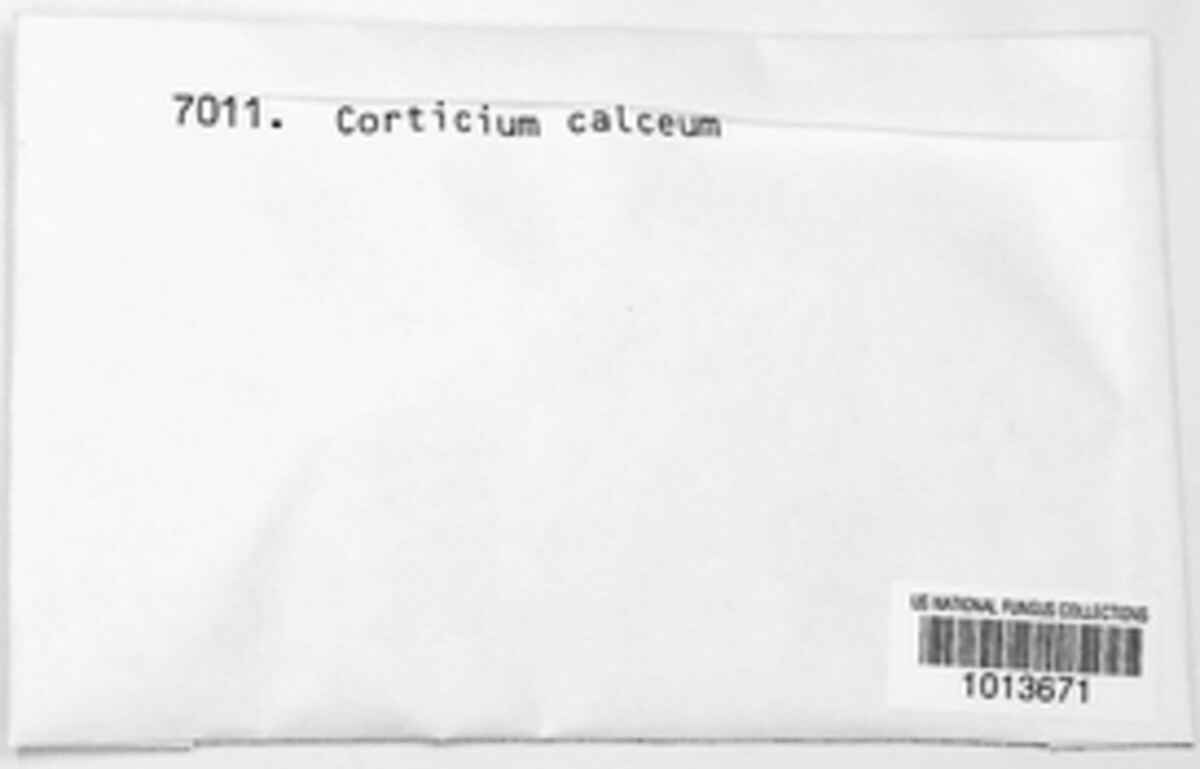 7011. Corticium calceum
US NATIONAL FUNGUS COLLECTIONS
1013671